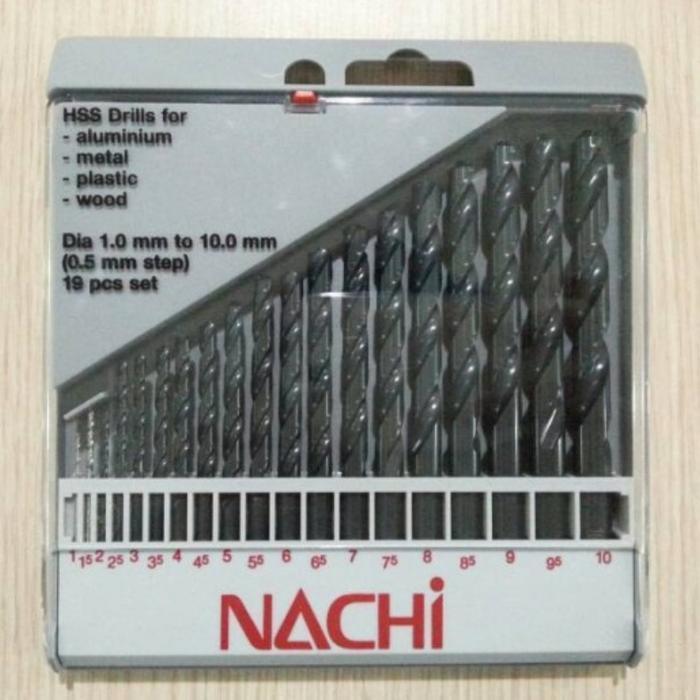 HSS Drills for
- aluminium
- metal
- plastic
- wood
Dia 1.0 mm to 10.0 mm
(0.5 mm step)
19 pcs set
1 15 2 25 3 35 4 45 5 55 6 65 7 75 8 85 9 95 10
NACHi